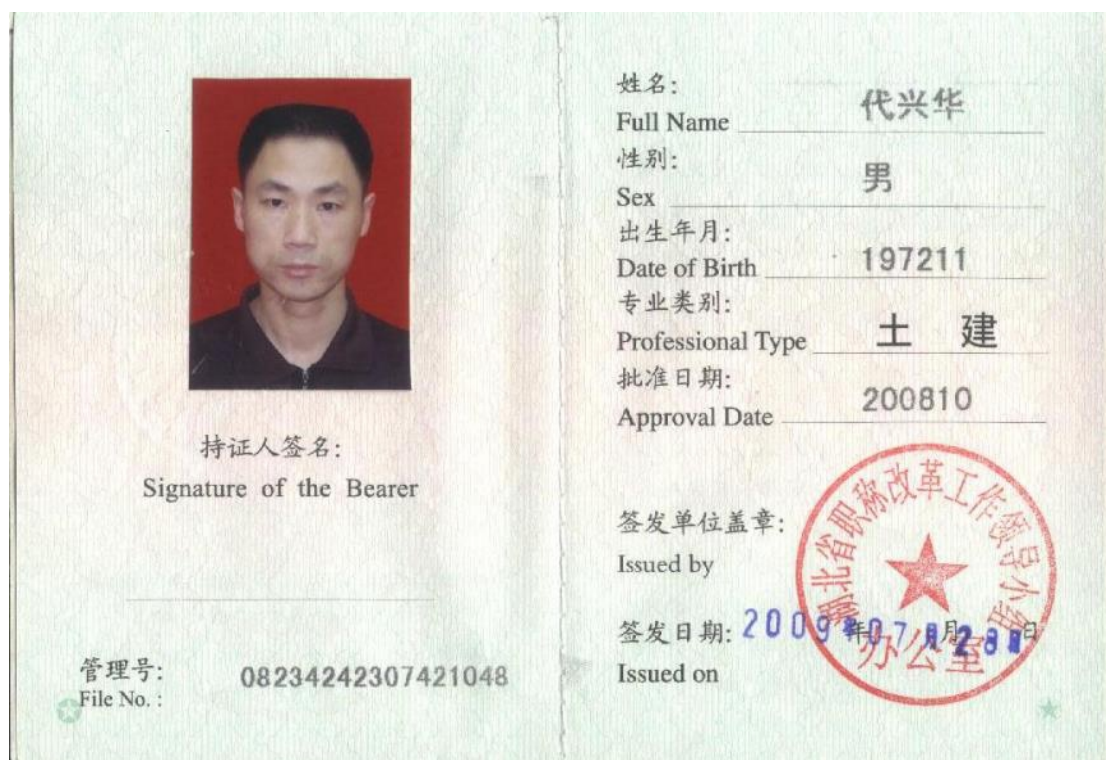 持证人签名:
Signature of the Bearer
管理号:
File No. :
08234242307421048
姓名:
Full Name
代兴华
性别:
Sex
男
出生年月:
Date of Birth
197211
专业类别:
Professional Type
土 建
批准日期:
Approval Date
200810
签发单位盖章:
Issued by
湖北省职称改革工作领导小组
办公室
签发日期: 2009年07月28日
Issued on